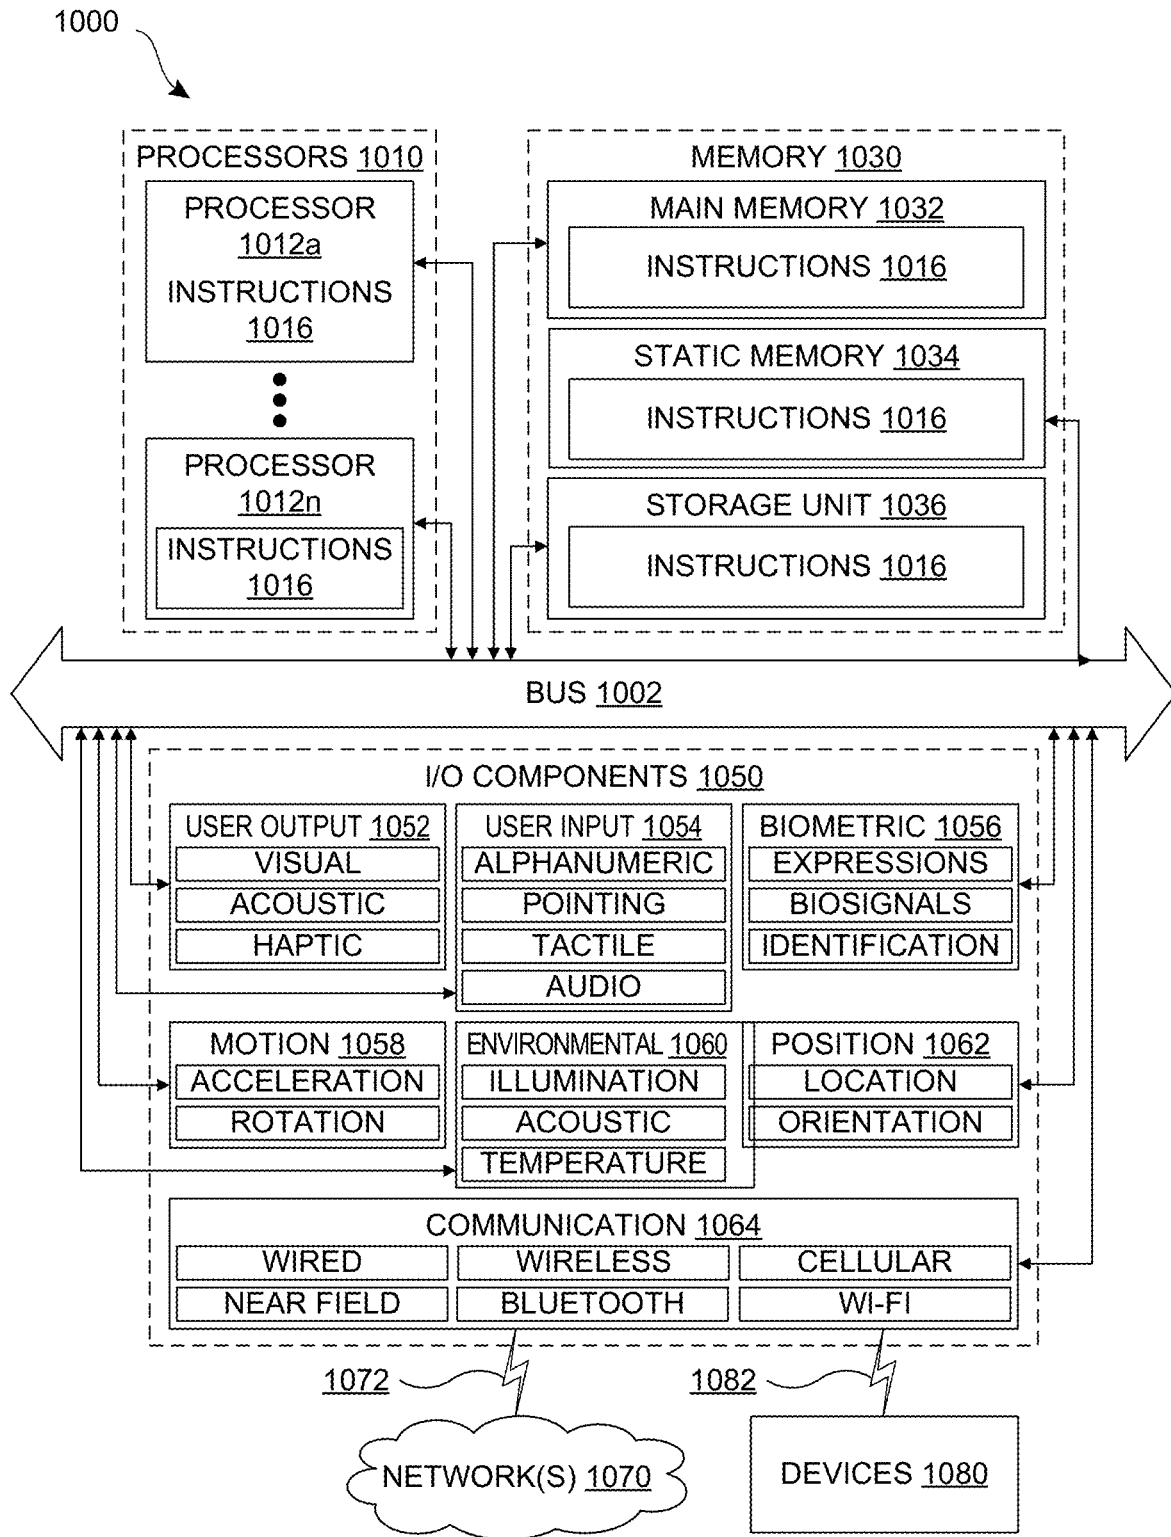 1000
PROCESSORS 1010
PROCESSOR
1012a
INSTRUCTIONS
1016
PROCESSOR
1012n
INSTRUCTIONS
1016
MEMORY 1030
MAIN MEMORY 1032
INSTRUCTIONS 1016
STATIC MEMORY 1034
INSTRUCTIONS 1016
STORAGE UNIT 1036
INSTRUCTIONS 1016
BUS 1002
I/O COMPONENTS 1050
USER OUTPUT 1052
VISUAL
ACOUSTIC
HAPTIC
USER INPUT 1054
ALPHANUMERIC
POINTING
TACTILE
AUDIO
BIOMETRIC 1056
EXPRESSIONS
BIOSIGNALS
IDENTIFICATION
MOTION 1058
ACCELERATION
ROTATION
ENVIRONMENTAL 1060
ILLUMINATION
ACOUSTIC
TEMPERATURE
POSITION 1062
LOCATION
ORIENTATION
COMMUNICATION 1064
WIRED
WIRELESS
CELLULAR
NEAR FIELD
BLUETOOTH
WI-FI
1072
1082
NETWORK(S) 1070
DEVICES 1080